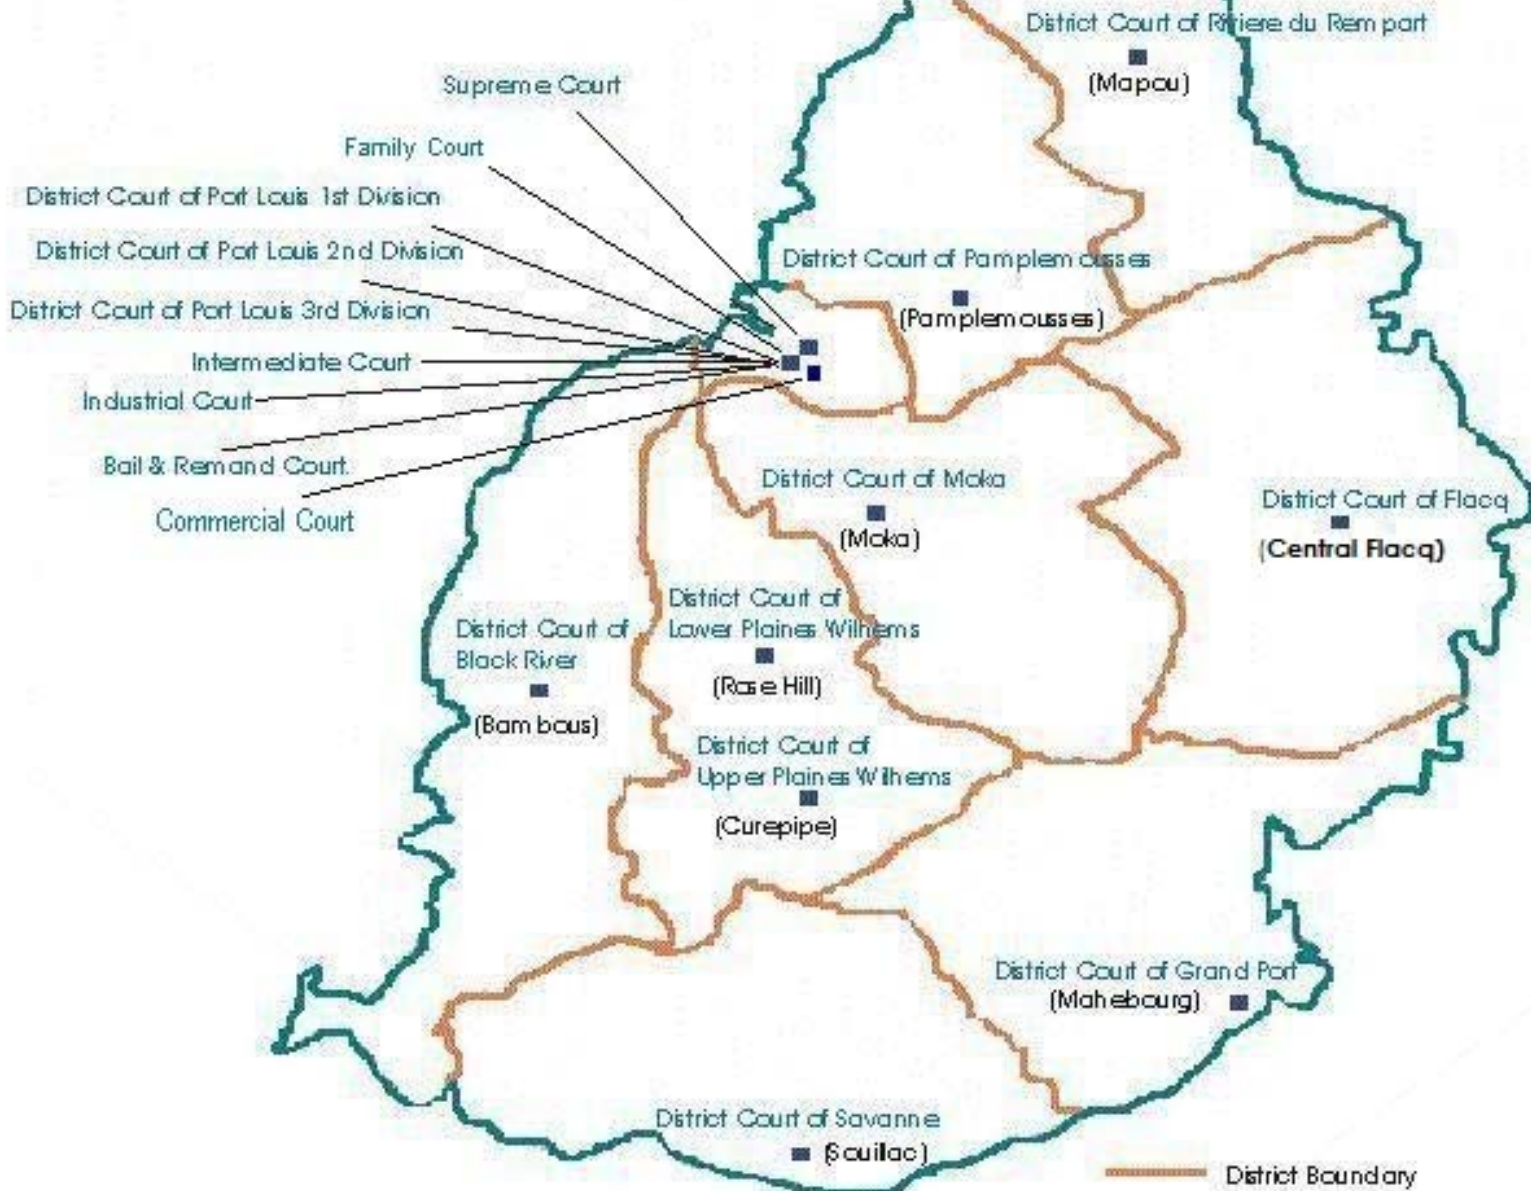 District Court of Riviere du Rempart
(Mapou)
Supreme Court
Family Court
District Court of Port Louis 1st Division
District Court of Port Louis 2nd Division
District Court of Port Louis 3rd Division
Intermediate Court
Industrial Court
Bail & Remand Court
Commercial Court
District Court of Pamplemousses
(Pamplemousses)
District Court of Moka
(Moka)
District Court of Flacq
(Central Flacq)
District Court of
Lower Plaines Wilhems
(Rose Hill)
District Court of
Black River
(Bambous)
District Court of
Upper Plaines Wilhems
(Curepipe)
District Court of Grand Port
(Mahebourg)
District Court of Savanne
(Souillac)
District Boundary